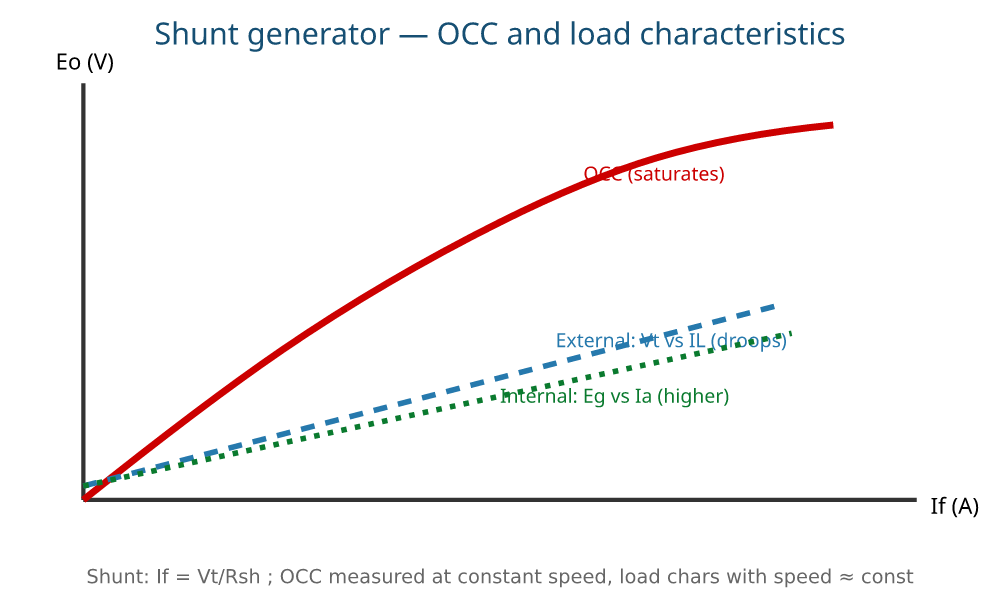 Shunt generator — OCC and load characteristics
Eo (V)
OCC (saturates)
External: Vt vs IL (droops)
Internal: Eg vs Ia (higher)
If (A)
Shunt: If = Vt/Rsh ; OCC measured at constant speed, load chars with speed ≈ const